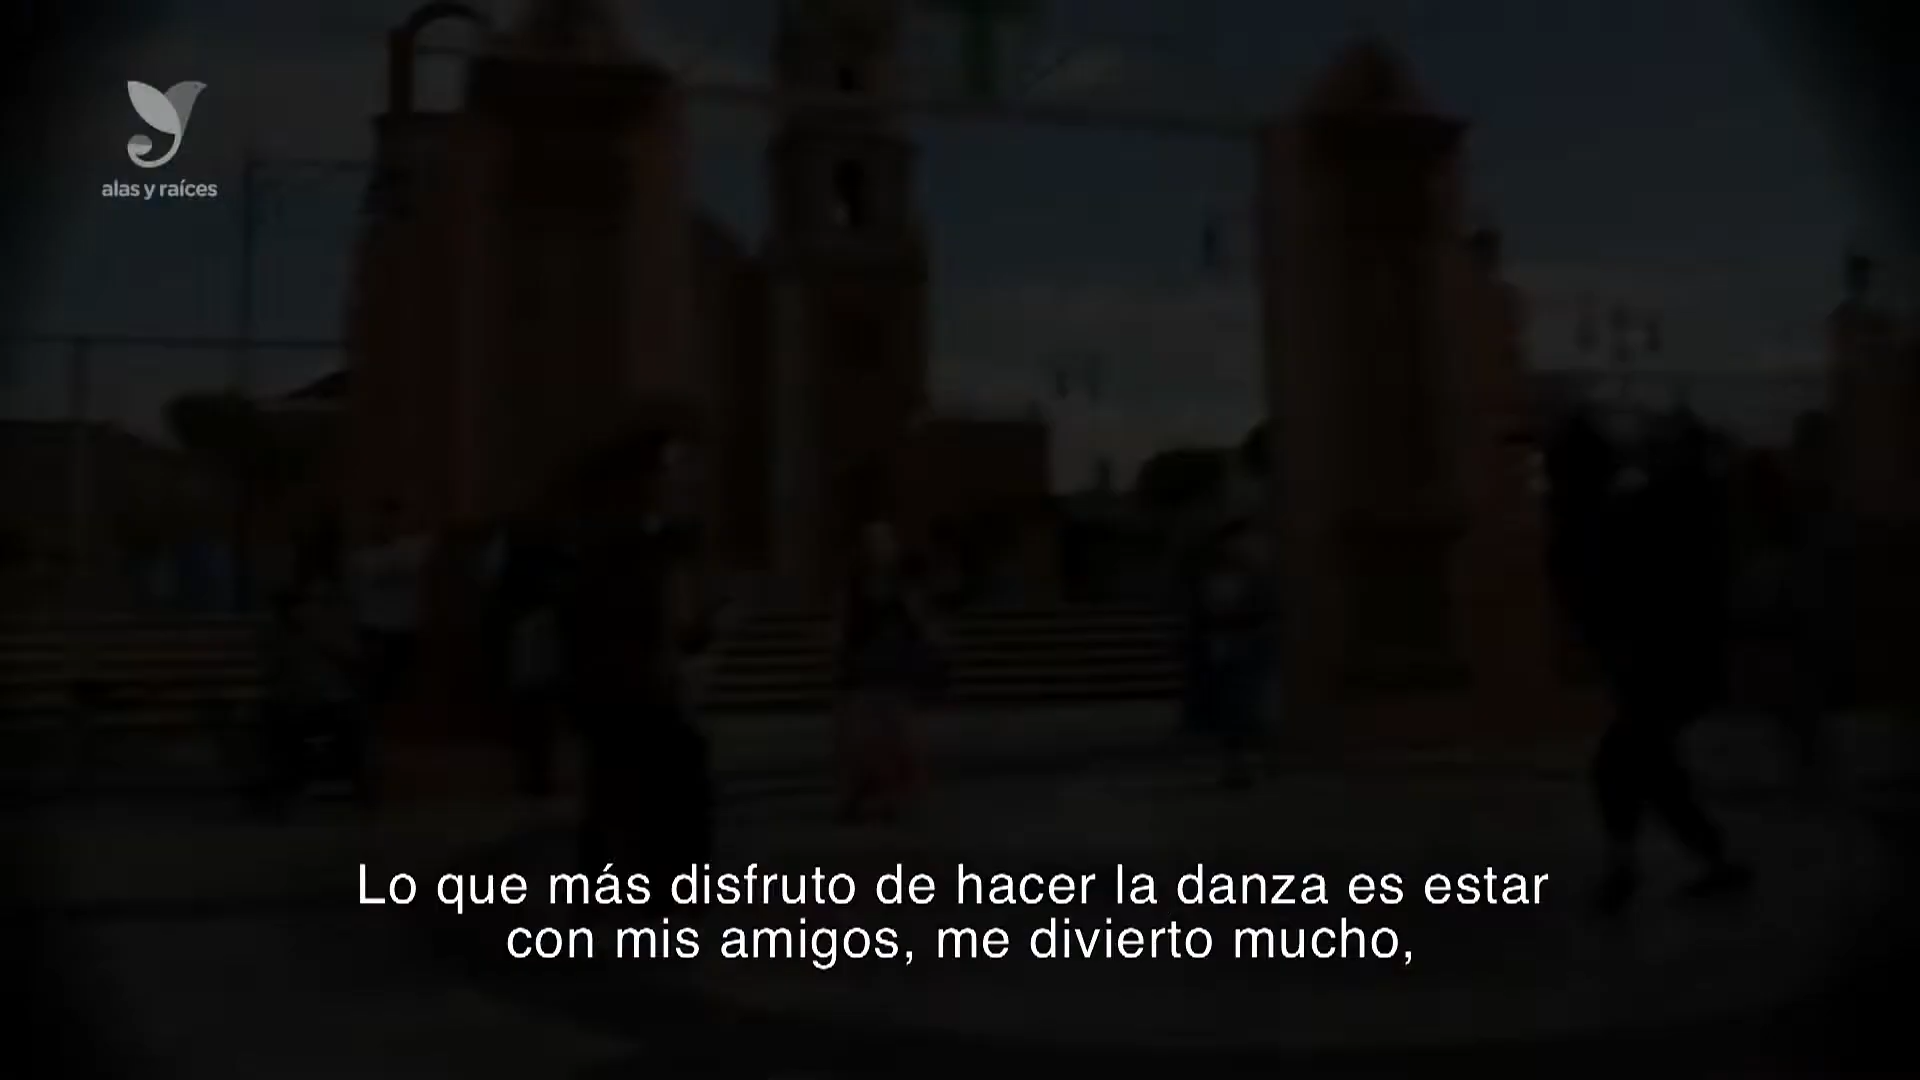 alas y raíces
Lo que más disfruto de hacer la danza es estar
con mis amigos, me divierto mucho,